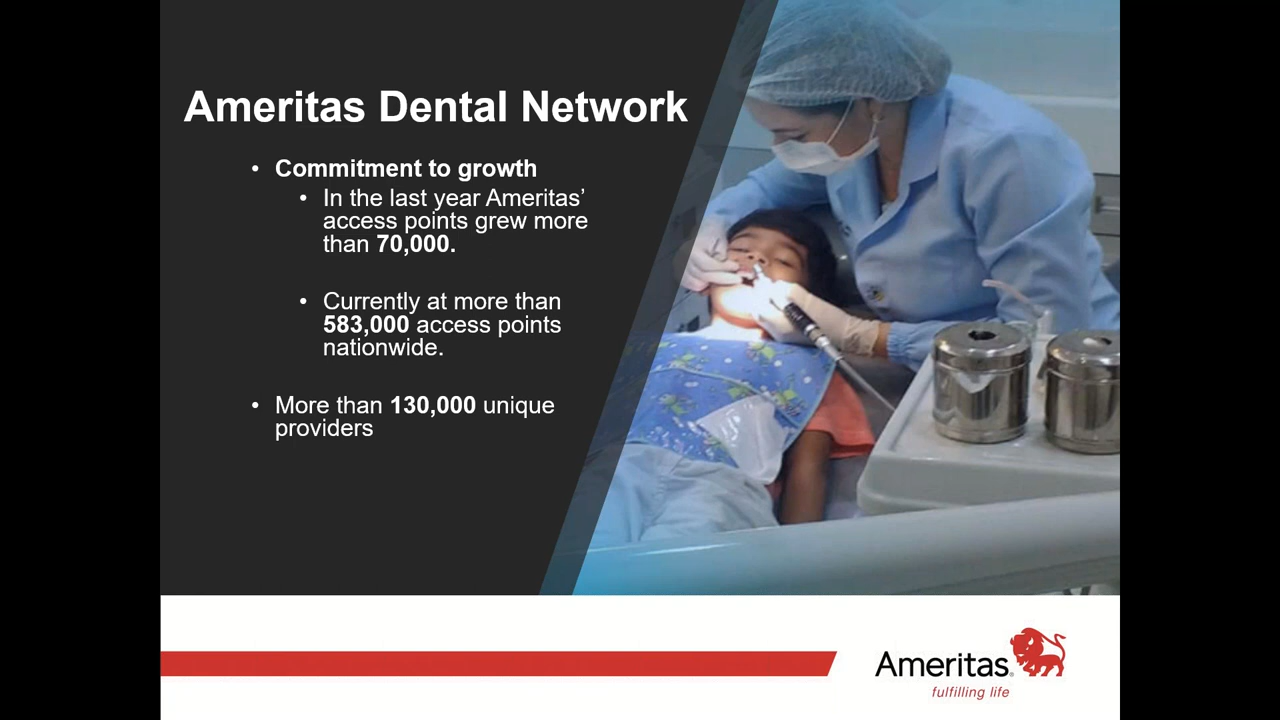 Ameritas Dental Network
• Commitment to growth
• In the last year Ameritas’
access points grew more
than 70,000.
• Currently at more than
583,000 access points
nationwide.
• More than 130,000 unique
providers
Ameritas®
fulfilling life